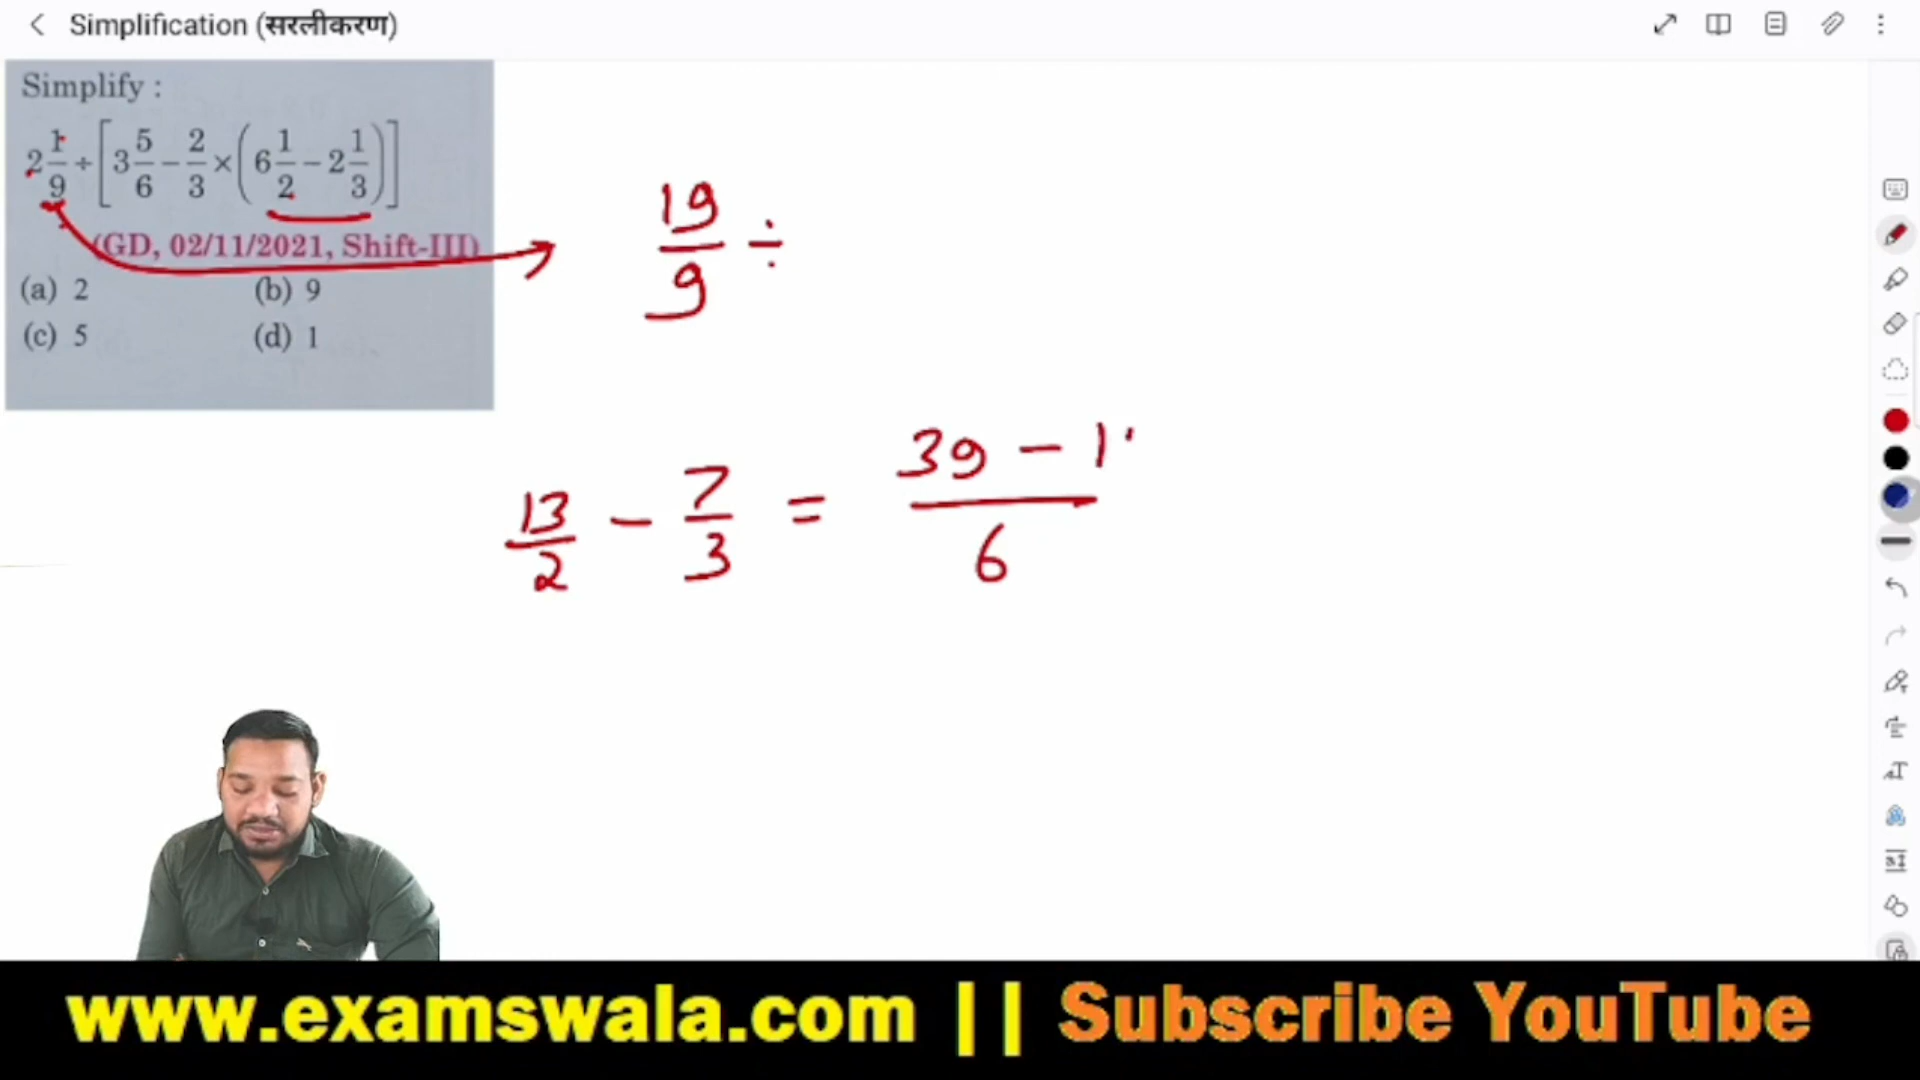 Simplification (सरलीकरण)
Simplify :
2 1/9 ÷ [3 5/6 − 2/3 × (6 1/2 − 2 1/3)]
(GD, 02/11/2021, Shift-III)
(a) 2 (b) 9
(c) 5 (d) 1
19/9 ÷
13/2 − 7/3 = 39 − 1 / 6
www.examswala.com || Subscribe YouTube